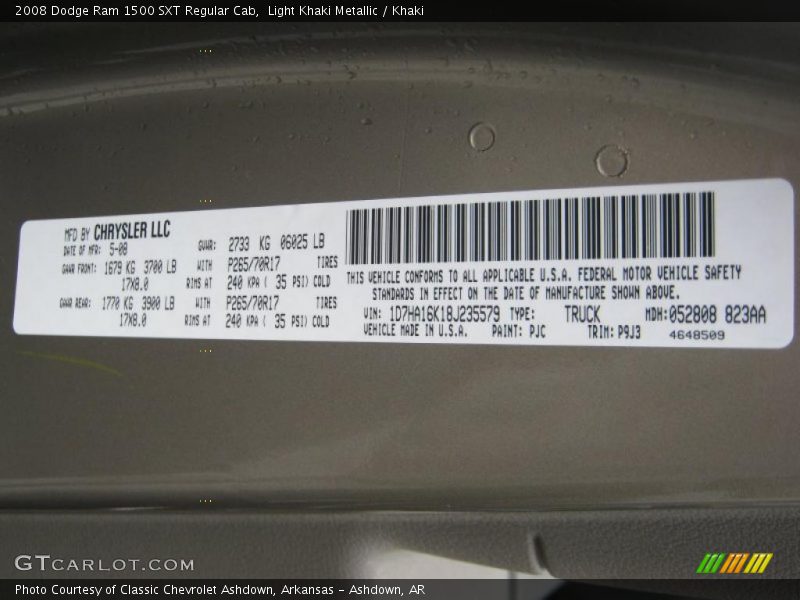 2008 Dodge Ram 1500 SXT Regular Cab,  Light Khaki Metallic / Khaki
MFD BY CHRYSLER LLC
DATE OF MFR: 5-08
GVWR: 2733 KG 06025 LB
GAWR FRONT: 1679 KG 3700 LB WITH P265/70R17 TIRES
17X8.0 RIMS AT 240 KPA ( 35 PSI) COLD
GAWR REAR: 1770 KG 3900 LB WITH P265/70R17 TIRES
17X8.0 RIMS AT 240 KPA ( 35 PSI) COLD
THIS VEHICLE CONFORMS TO ALL APPLICABLE U.S.A. FEDERAL MOTOR VEHICLE SAFETY
STANDARDS IN EFFECT ON THE DATE OF MANUFACTURE SHOWN ABOVE.
VIN: 1D7HA16K18J235579 TYPE: TRUCK MDH:052808 823AA
VEHICLE MADE IN U.S.A. PAINT: PJC TRIM: P9J3 4648509
GTCARLOT.COM
Photo Courtesy of Classic Chevrolet Ashdown, Arkansas - Ashdown, AR